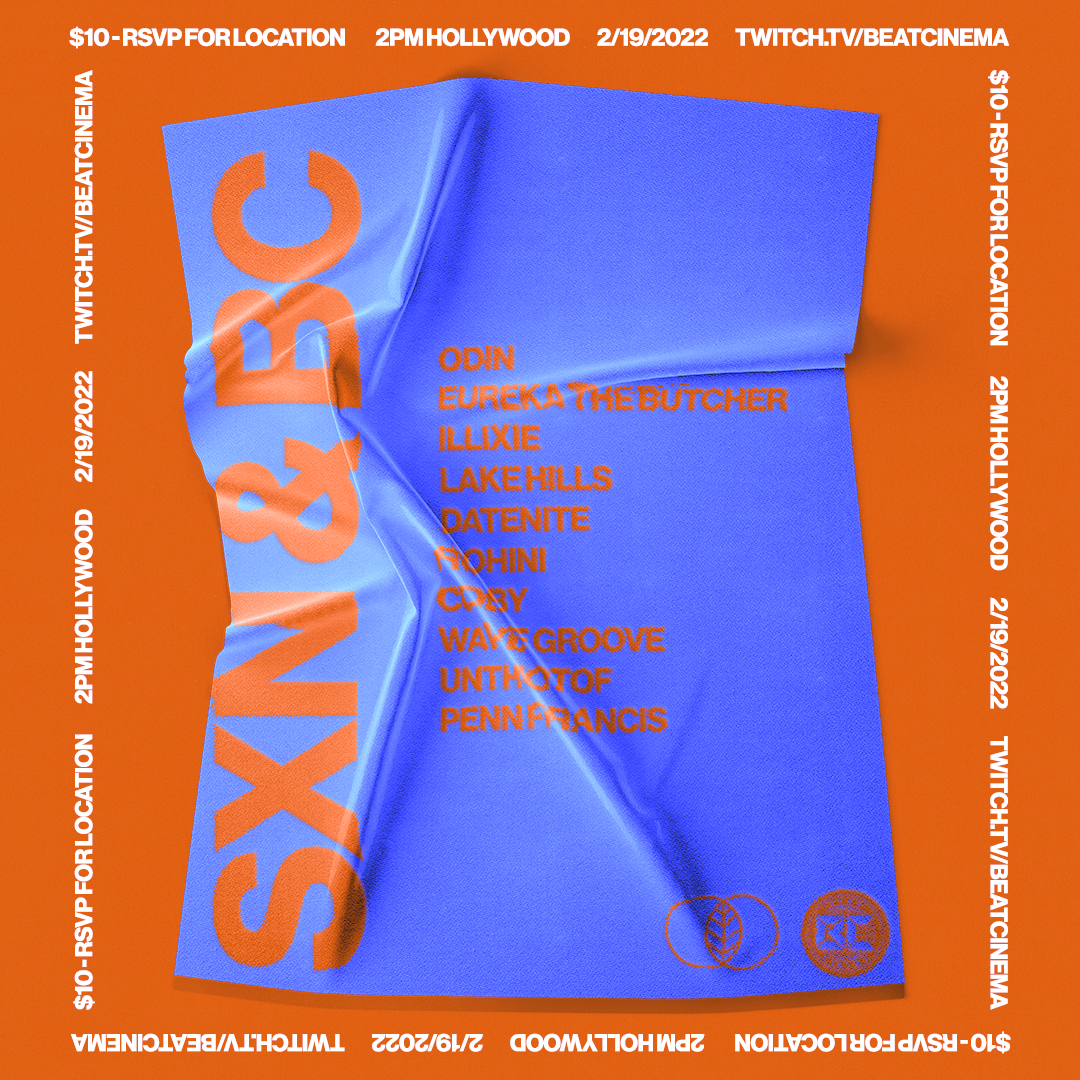 $10 - RSVP FOR LOCATION 2PM HOLLYWOOD 2/19/2022 TWITCH.TV/BEATCINEMA
$10 - RSVP FOR LOCATION 2PM HOLLYWOOD 2/19/2022 TWITCH.TV/BEATCINEMA
SXN & BC
ODIN
EUREKA THE BUTCHER
ILLIXIE
LAKE HILLS
DATENITE
ROHINI
COBY
WAVE GROOVE
UNTHOTOF
PENN FRANCIS
BC
$10 - RSVP FOR LOCATION 2PM HOLLYWOOD 2/19/2022 TWITCH.TV/BEATCINEMA
$10 - RSVP FOR LOCATION 2PM HOLLYWOOD 2/19/2022 TWITCH.TV/BEATCINEMA